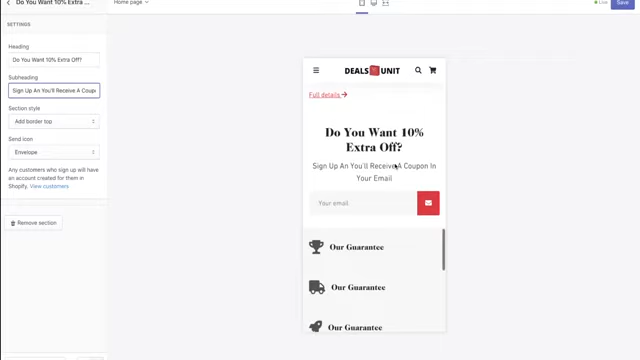 Do You Want 10% Extra Off? ...
Home page
Live
Save
SETTINGS
Heading
Do You Want 10% Extra Off?
Subheading
Sign Up An You'll Receive A Coup
Section style
Add border top
Send icon
Envelope
Any customers who sign up will have
an account created for them in
Shopify. View customers
Remove section
DEALS UNIT
Full details
Do You Want 10%
Extra Off?
Sign Up An You'll Receive A Coupon In
Your Email
Your email
Our Guarantee
Our Guarantee
Our Guarantee